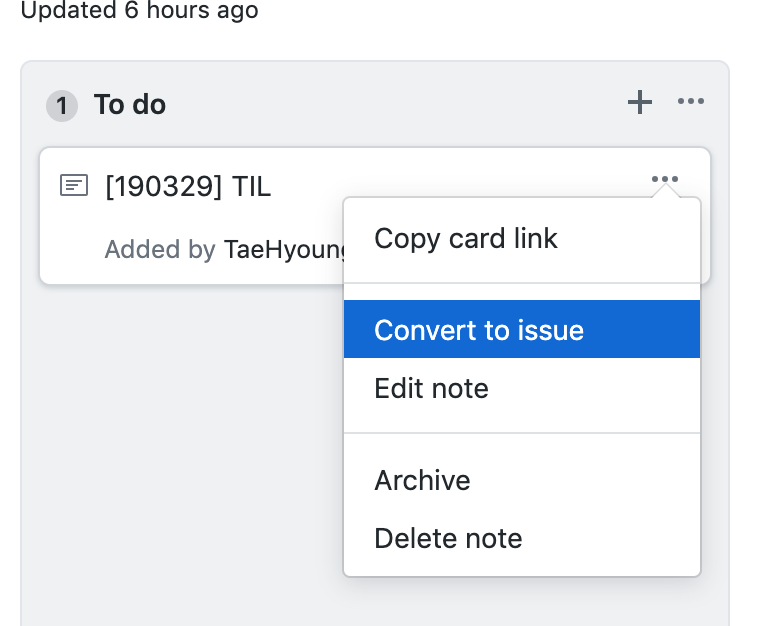 Updated 6 hours ago
1 To do
[190329] TIL
Added by TaeHyoung
Copy card link
Convert to issue
Edit note
Archive
Delete note